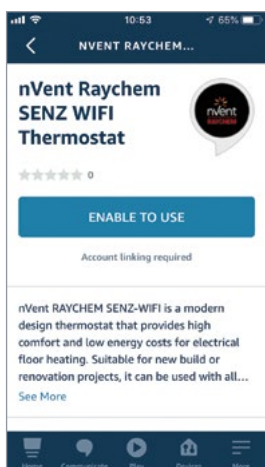 10:53
65%
NVENT RAYCHEM...
nVent Raychem
SENZ WIFI
Thermostat
nVent
RAYCHEM
0
ENABLE TO USE
Account linking required
nVent RAYCHEM SENZ-WIFI is a modern
design thermostat that provides high
comfort and low energy costs for electrical
floor heating. Suitable for new build or
renovation projects, it can be used with all...
See More
Home Communicate Play Devices More